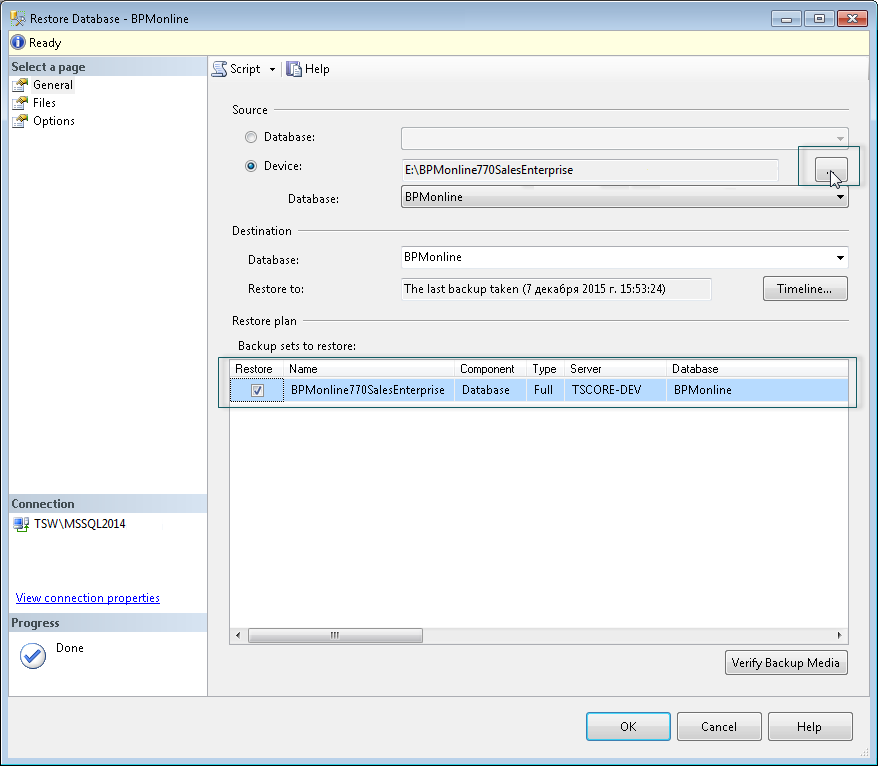 Restore Database - BPMonline
Ready
Select a page
General
Files
Options
Script Help
Source
Database:
Device: E:\BPMonline770SalesEnterprise ...
Database: BPMonline
Destination
Database: BPMonline
Restore to: The last backup taken (7 декабря 2015 г. 15:53:24) Timeline...
Restore plan
Backup sets to restore:
Restore Name Component Type Server Database
BPMonline770SalesEnterprise Database Full TSCORE-DEV BPMonline
Connection
TSW\MSSQL2014
View connection properties
Progress
Done
Verify Backup Media
OK Cancel Help